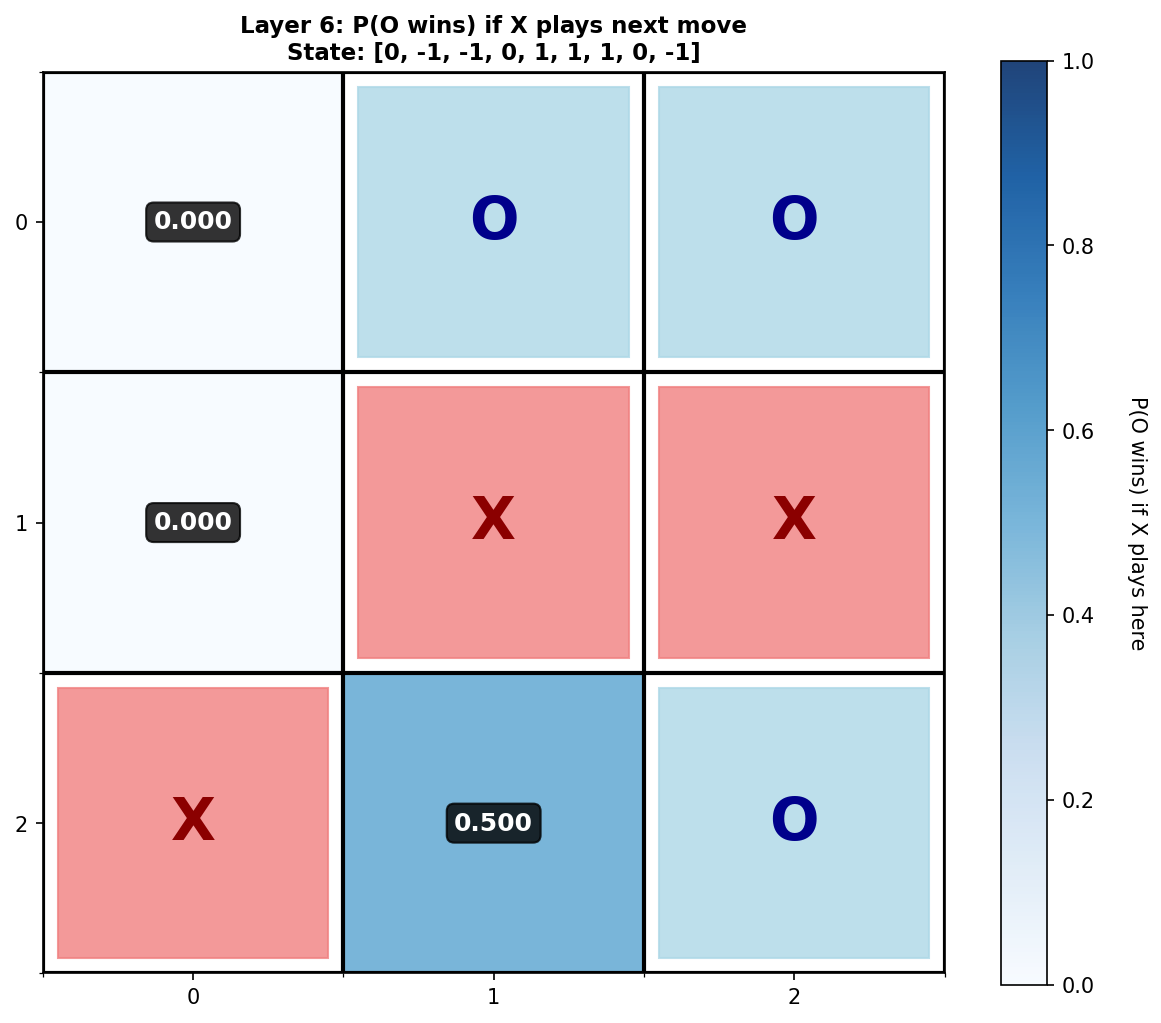 Layer 6: P(O wins) if X plays next move
State: [0, -1, -1, 0, 1, 1, 1, 0, -1]
0
0.000
O
O
1
0.000
X
X
2
X
0.500
O
0
1
2
1.0
0.8
0.6
0.4
0.2
0.0
P(O wins) if X plays here